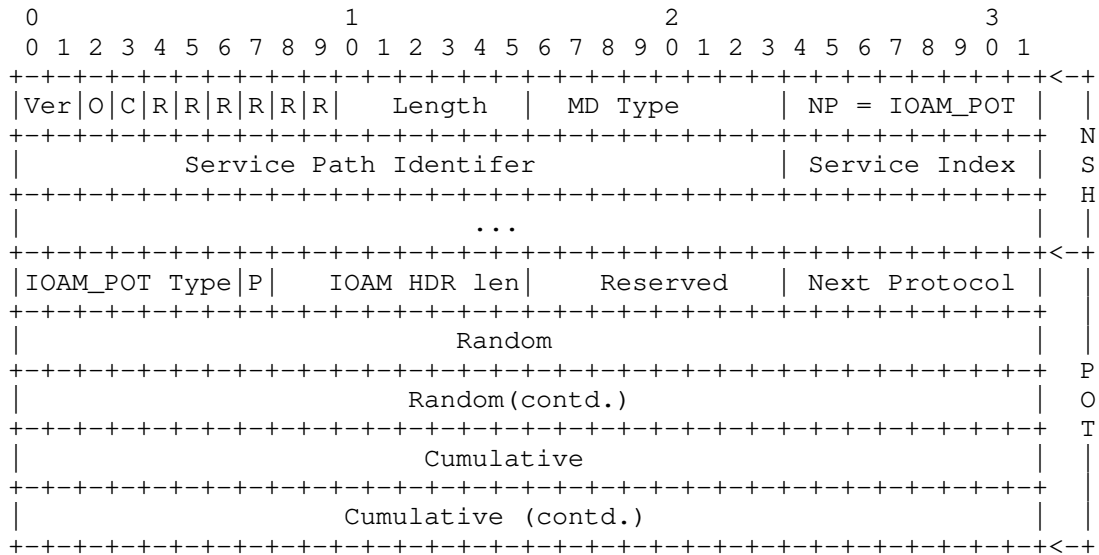 0                   1                   2                   3
 0 1 2 3 4 5 6 7 8 9 0 1 2 3 4 5 6 7 8 9 0 1 2 3 4 5 6 7 8 9 0 1
+-+-+-+-+-+-+-+-+-+-+-+-+-+-+-+-+-+-+-+-+-+-+-+-+-+-+-+-+-+-+-+-+<-+
|Ver|O|C|R|R|R|R|R|R|   Length  |  MD Type      | NP = IOAM_POT |  |
+-+-+-+-+-+-+-+-+-+-+-+-+-+-+-+-+-+-+-+-+-+-+-+-+-+-+-+-+-+-+-+-+  N
|          Service Path Identifer               | Service Index |  S
+-+-+-+-+-+-+-+-+-+-+-+-+-+-+-+-+-+-+-+-+-+-+-+-+-+-+-+-+-+-+-+-+  H
|                            ...                                |  |
+-+-+-+-+-+-+-+-+-+-+-+-+-+-+-+-+-+-+-+-+-+-+-+-+-+-+-+-+-+-+-+-+<-+
|IOAM_POT Type|P|   IOAM HDR len|    Reserved   | Next Protocol |  |
+-+-+-+-+-+-+-+-+-+-+-+-+-+-+-+-+-+-+-+-+-+-+-+-+-+-+-+-+-+-+-+-+  |
|                           Random                              |  |
+-+-+-+-+-+-+-+-+-+-+-+-+-+-+-+-+-+-+-+-+-+-+-+-+-+-+-+-+-+-+-+-+  P
|                        Random(contd.)                         |  O
+-+-+-+-+-+-+-+-+-+-+-+-+-+-+-+-+-+-+-+-+-+-+-+-+-+-+-+-+-+-+-+-+  T
|                         Cumulative                            |  |
+-+-+-+-+-+-+-+-+-+-+-+-+-+-+-+-+-+-+-+-+-+-+-+-+-+-+-+-+-+-+-+-+  |
|                    Cumulative (contd.)                        |  |
+-+-+-+-+-+-+-+-+-+-+-+-+-+-+-+-+-+-+-+-+-+-+-+-+-+-+-+-+-+-+-+-+<-+